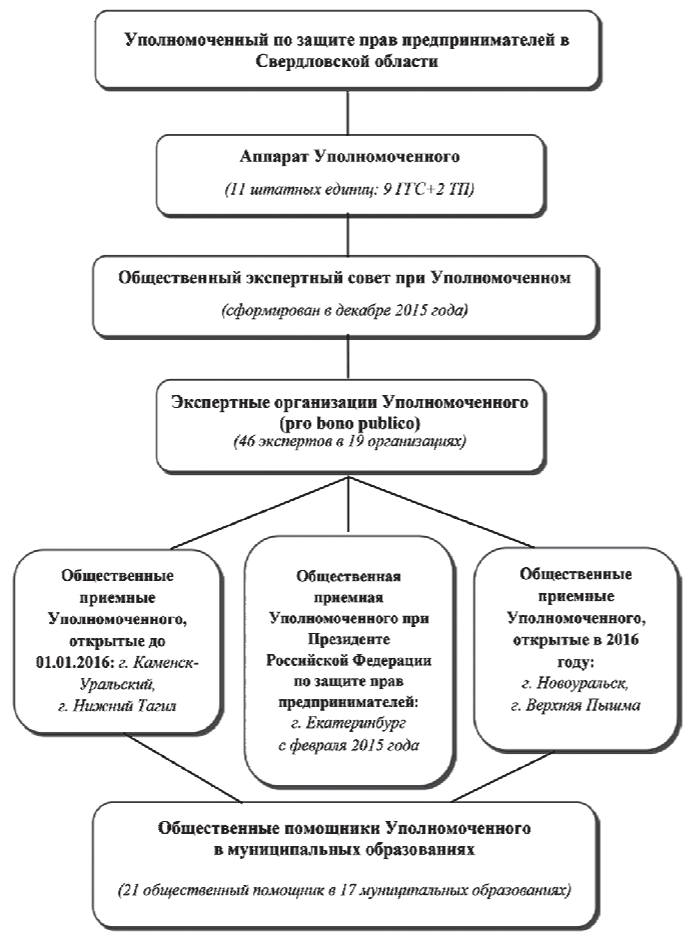 Уполномоченный по защите прав предпринимателей в
Свердловской области
Аппарат Уполномоченного
(11 штатных единиц: 9 ГГС+2 ТП)
Общественный экспертный совет при Уполномоченном
(сформирован в декабре 2015 года)
Экспертные организации Уполномоченного
(pro bono publico)
(46 экспертов в 19 организациях)
Общественные
приемные
Уполномоченного,
открытые до
01.01.2016: г. Каменск-
Уральский,
г. Нижний Тагил
Общественная
приемная
Уполномоченного при
Президенте
Российской Федерации
по защите прав
предпринимателей:
г. Екатеринбург
с февраля 2015 года
Общественные
приемные
Уполномоченного,
открытые в 2016
году:
г. Новоуральск,
г. Верхняя Пышма
Общественные помощники Уполномоченного
в муниципальных образованиях
(21 общественный помощник в 17 муниципальных образованиях)